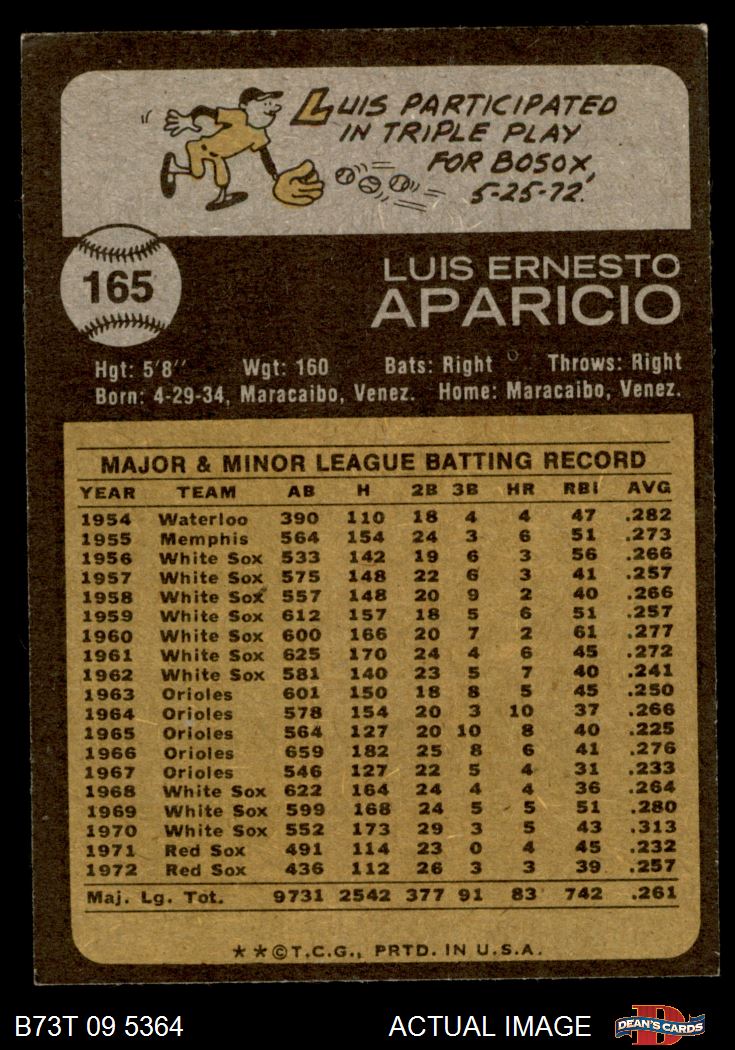 LUIS PARTICIPATED
IN TRIPLE PLAY
FOR BOSOX,
5-25-72.
165
LUIS ERNESTO
APARICIO
Hgt: 5'8" Wgt: 160 Bats: Right Throws: Right
Born: 4-29-34, Maracaibo, Venez. Home: Maracaibo, Venez.
MAJOR & MINOR LEAGUE BATTING RECORD
YEAR TEAM AB H 2B 3B HR RBI AVG
1954 Waterloo 390 110 18 4 4 47 .282
1955 Memphis 564 154 24 3 6 51 .273
1956 White Sox 533 142 19 6 3 56 .266
1957 White Sox 575 148 22 6 3 41 .257
1958 White Sox 557 148 20 9 2 40 .266
1959 White Sox 612 157 18 5 6 51 .257
1960 White Sox 600 166 20 7 2 61 .277
1961 White Sox 625 170 24 4 6 45 .272
1962 White Sox 581 140 23 5 7 40 .241
1963 Orioles 601 150 18 8 5 45 .250
1964 Orioles 578 154 20 3 10 37 .266
1965 Orioles 564 127 20 10 8 40 .225
1966 Orioles 659 182 25 8 6 41 .276
1967 Orioles 546 127 22 5 4 31 .233
1968 White Sox 622 164 24 4 4 36 .264
1969 White Sox 599 168 24 5 5 51 .280
1970 White Sox 552 173 29 3 5 43 .313
1971 Red Sox 491 114 23 0 4 45 .232
1972 Red Sox 436 112 26 3 3 39 .257
Maj. Lg. Tot. 9731 2542 377 91 83 742 .261
★★©T.C.G., PRTD. IN U.S.A.
B73T 09 5364 ACTUAL IMAGE DEAN'S CARDS